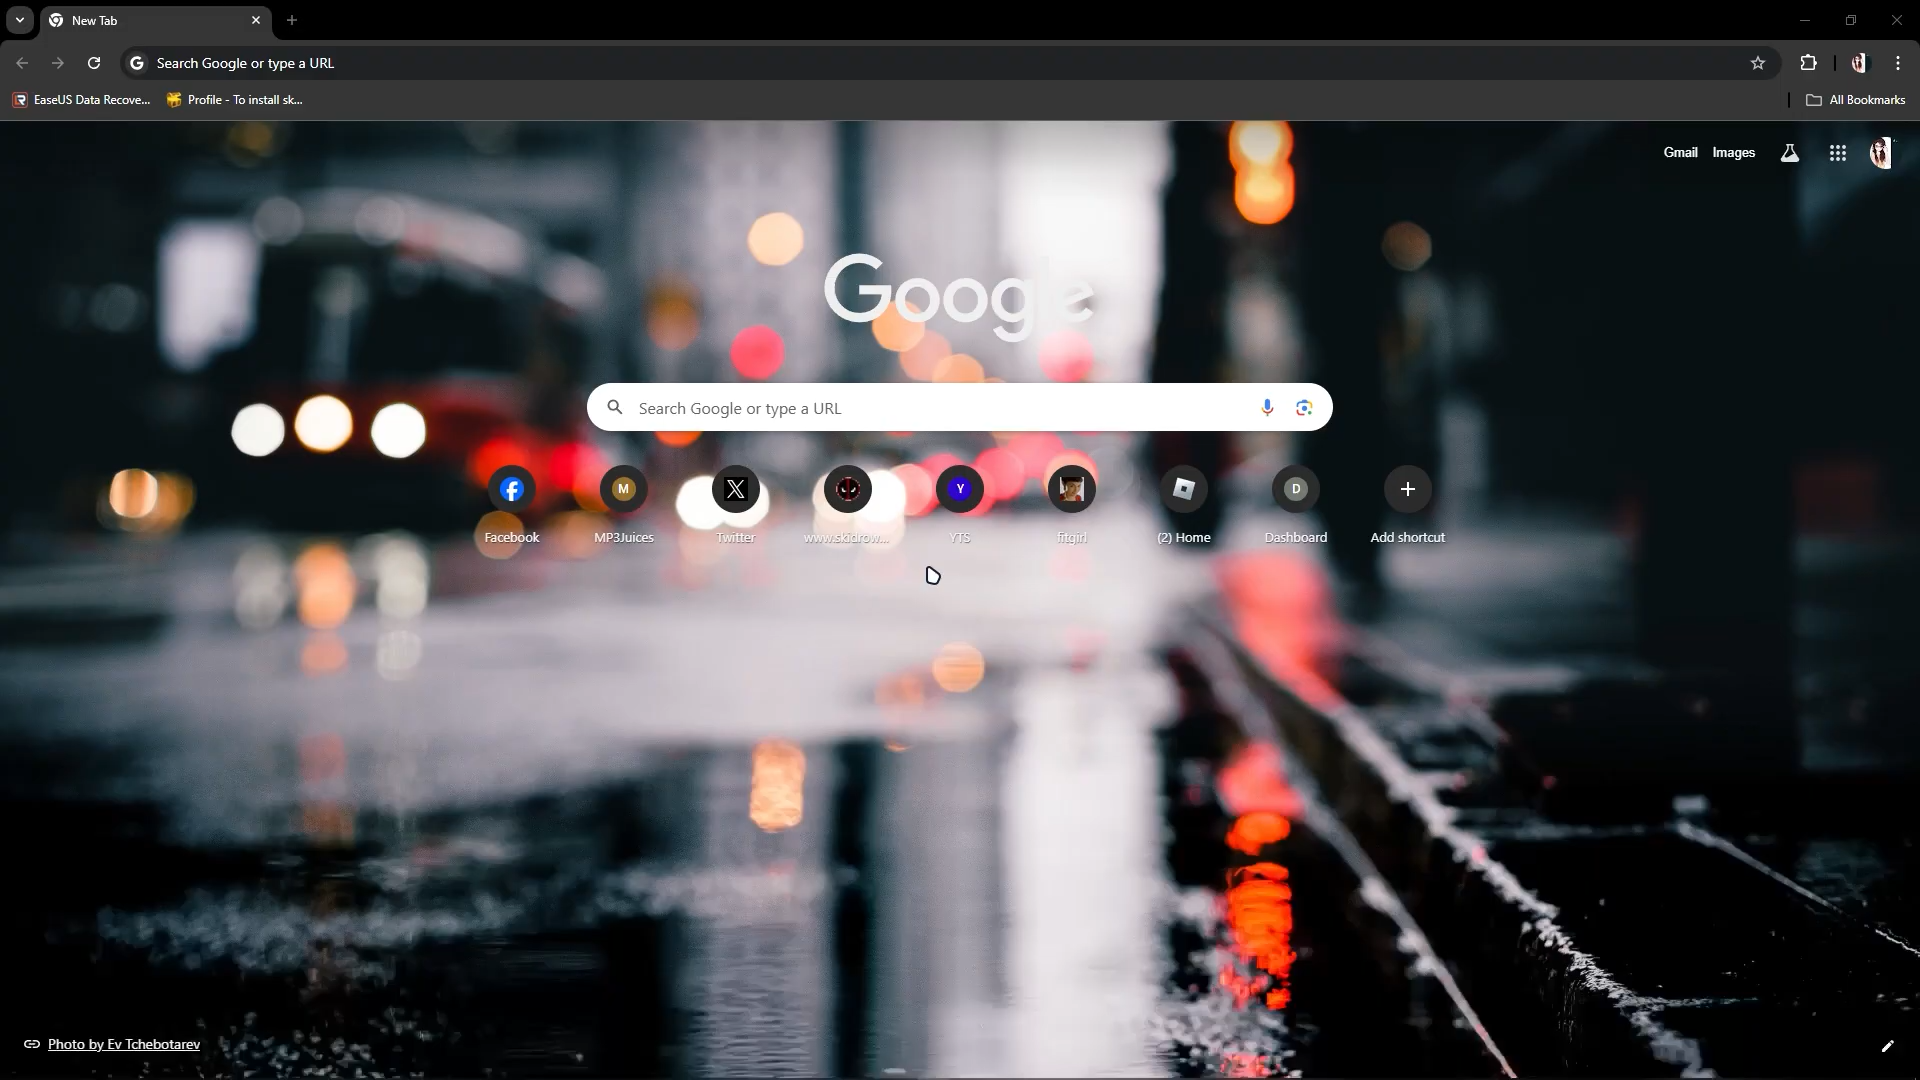 New Tab
Search Google or type a URL
EaseUS Data Recove... Profile - To install sk... All Bookmarks
Gmail Images
Google
Search Google or type a URL
M Y D
Facebook MP3Juices Twitter www.skidrow... YTS fitgirl (2) Home Dashboard Add shortcut
Photo by Ev Tchebotarev